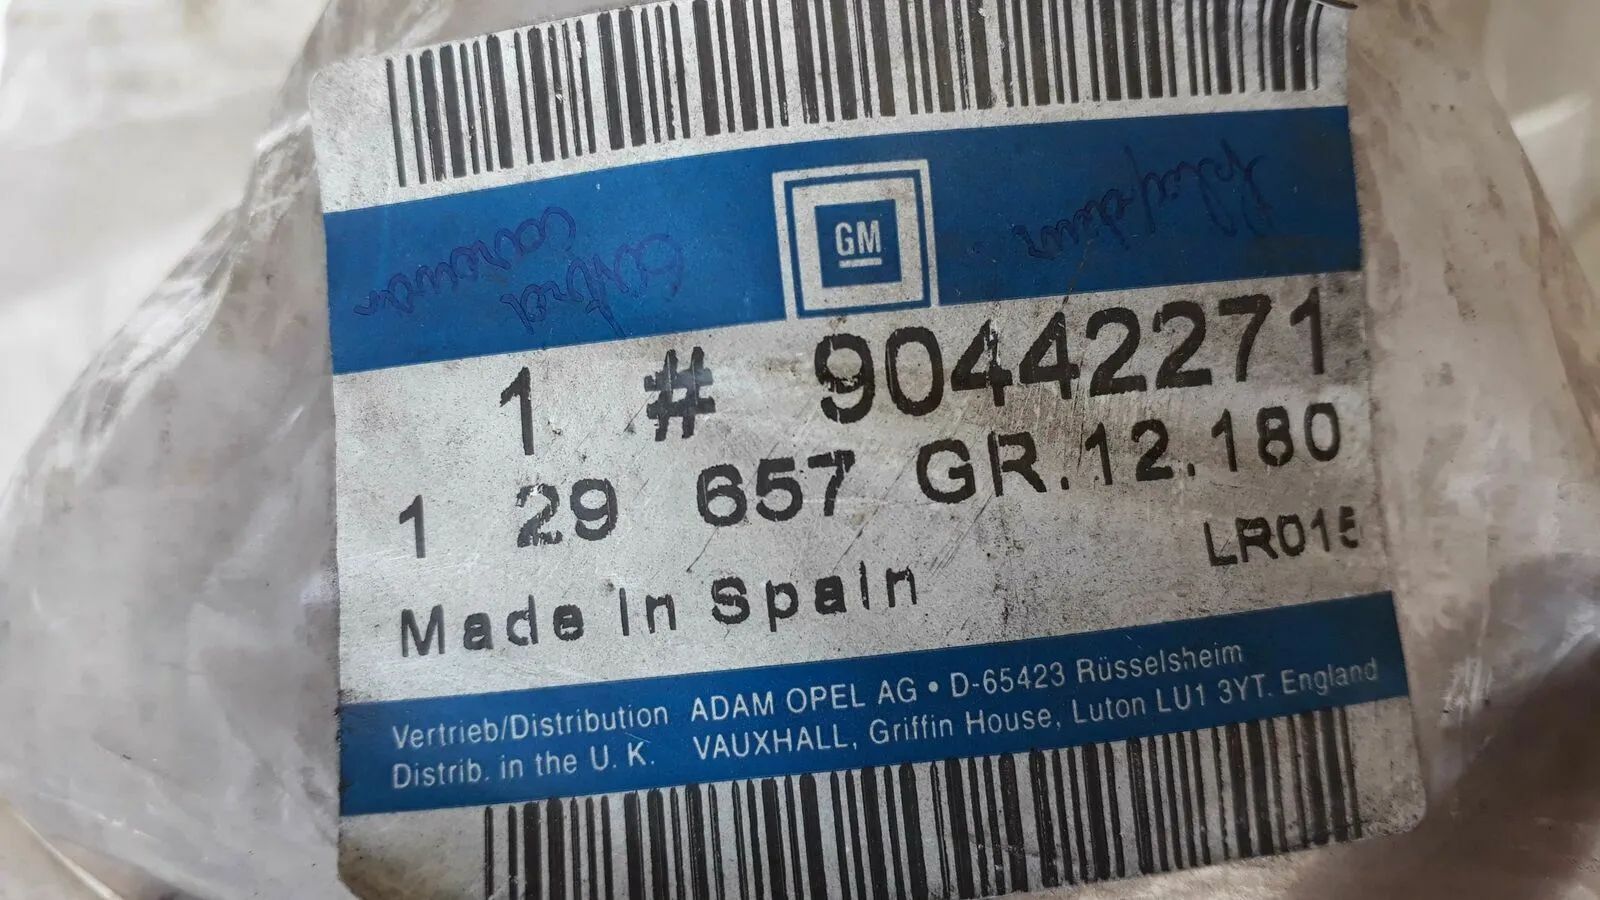 GM
1 # 90442271
1 29 657 GR.12.180
LR015
Made In Spain
Vertrieb/Distribution ADAM OPEL AG • D-65423 Rüsselsheim
Distrib. in the U. K. VAUXHALL, Griffin House, Luton LU1 3YT. England